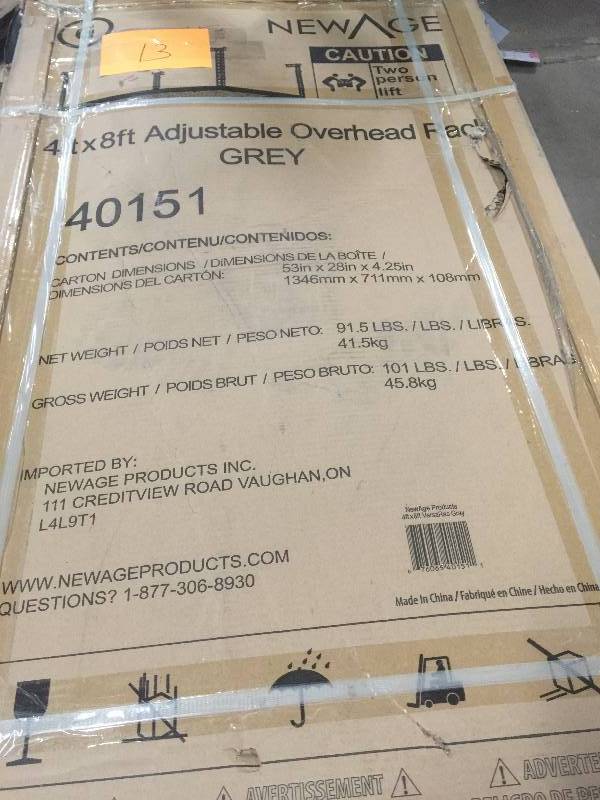 NEWAGE
13
CAUTION
Two
person
lift
4ftx8ft Adjustable Overhead Rack
GREY
40151
CONTENTS/CONTENU/CONTENIDOS:
CARTON DIMENSIONS / DIMENSIONS DE LA BOÎTE /
DIMENSIONES DEL CARTÓN:
53in x 28in x 4.25in
1346mm x 711mm x 108mm
NET WEIGHT / POIDS NET / PESO NETO: 91.5 LBS. / LBS. / LIBRAS.
41.5kg
GROSS WEIGHT / POIDS BRUT / PESO BRUTO: 101 LBS. / LBS. / LIBRAS
45.8kg
IMPORTED BY:
NEWAGE PRODUCTS INC.
111 CREDITVIEW ROAD VAUGHAN,ON
L4L9T1
NewAge Products
4ftx8ft VersaRac Grey
WWW.NEWAGEPRODUCTS.COM
QUESTIONS? 1-877-306-8930
Made In China / Fabriqué en Chine / Hecho en China
AVERTISSEMENT
ADVERTE